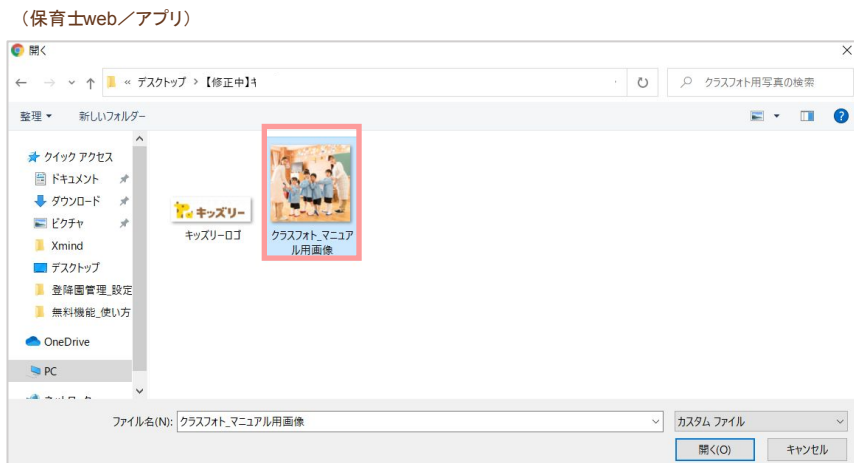 （保育士web／アプリ）
開く
« デスクトップ › 【修正中】キ
クラスフォト用写真の検索
整理 新しいフォルダー
クイック アクセス
ドキュメント
ダウンロード
ピクチャ
Xmind
デスクトップ
登降園管理_設定
無料機能_使い方
OneDrive
PC
キッズリー
キッズリーロゴ
クラスフォト_マニュア
ル用画像
ファイル名(N): クラスフォト_マニュアル用画像
カスタム ファイル
開く(O) キャンセル